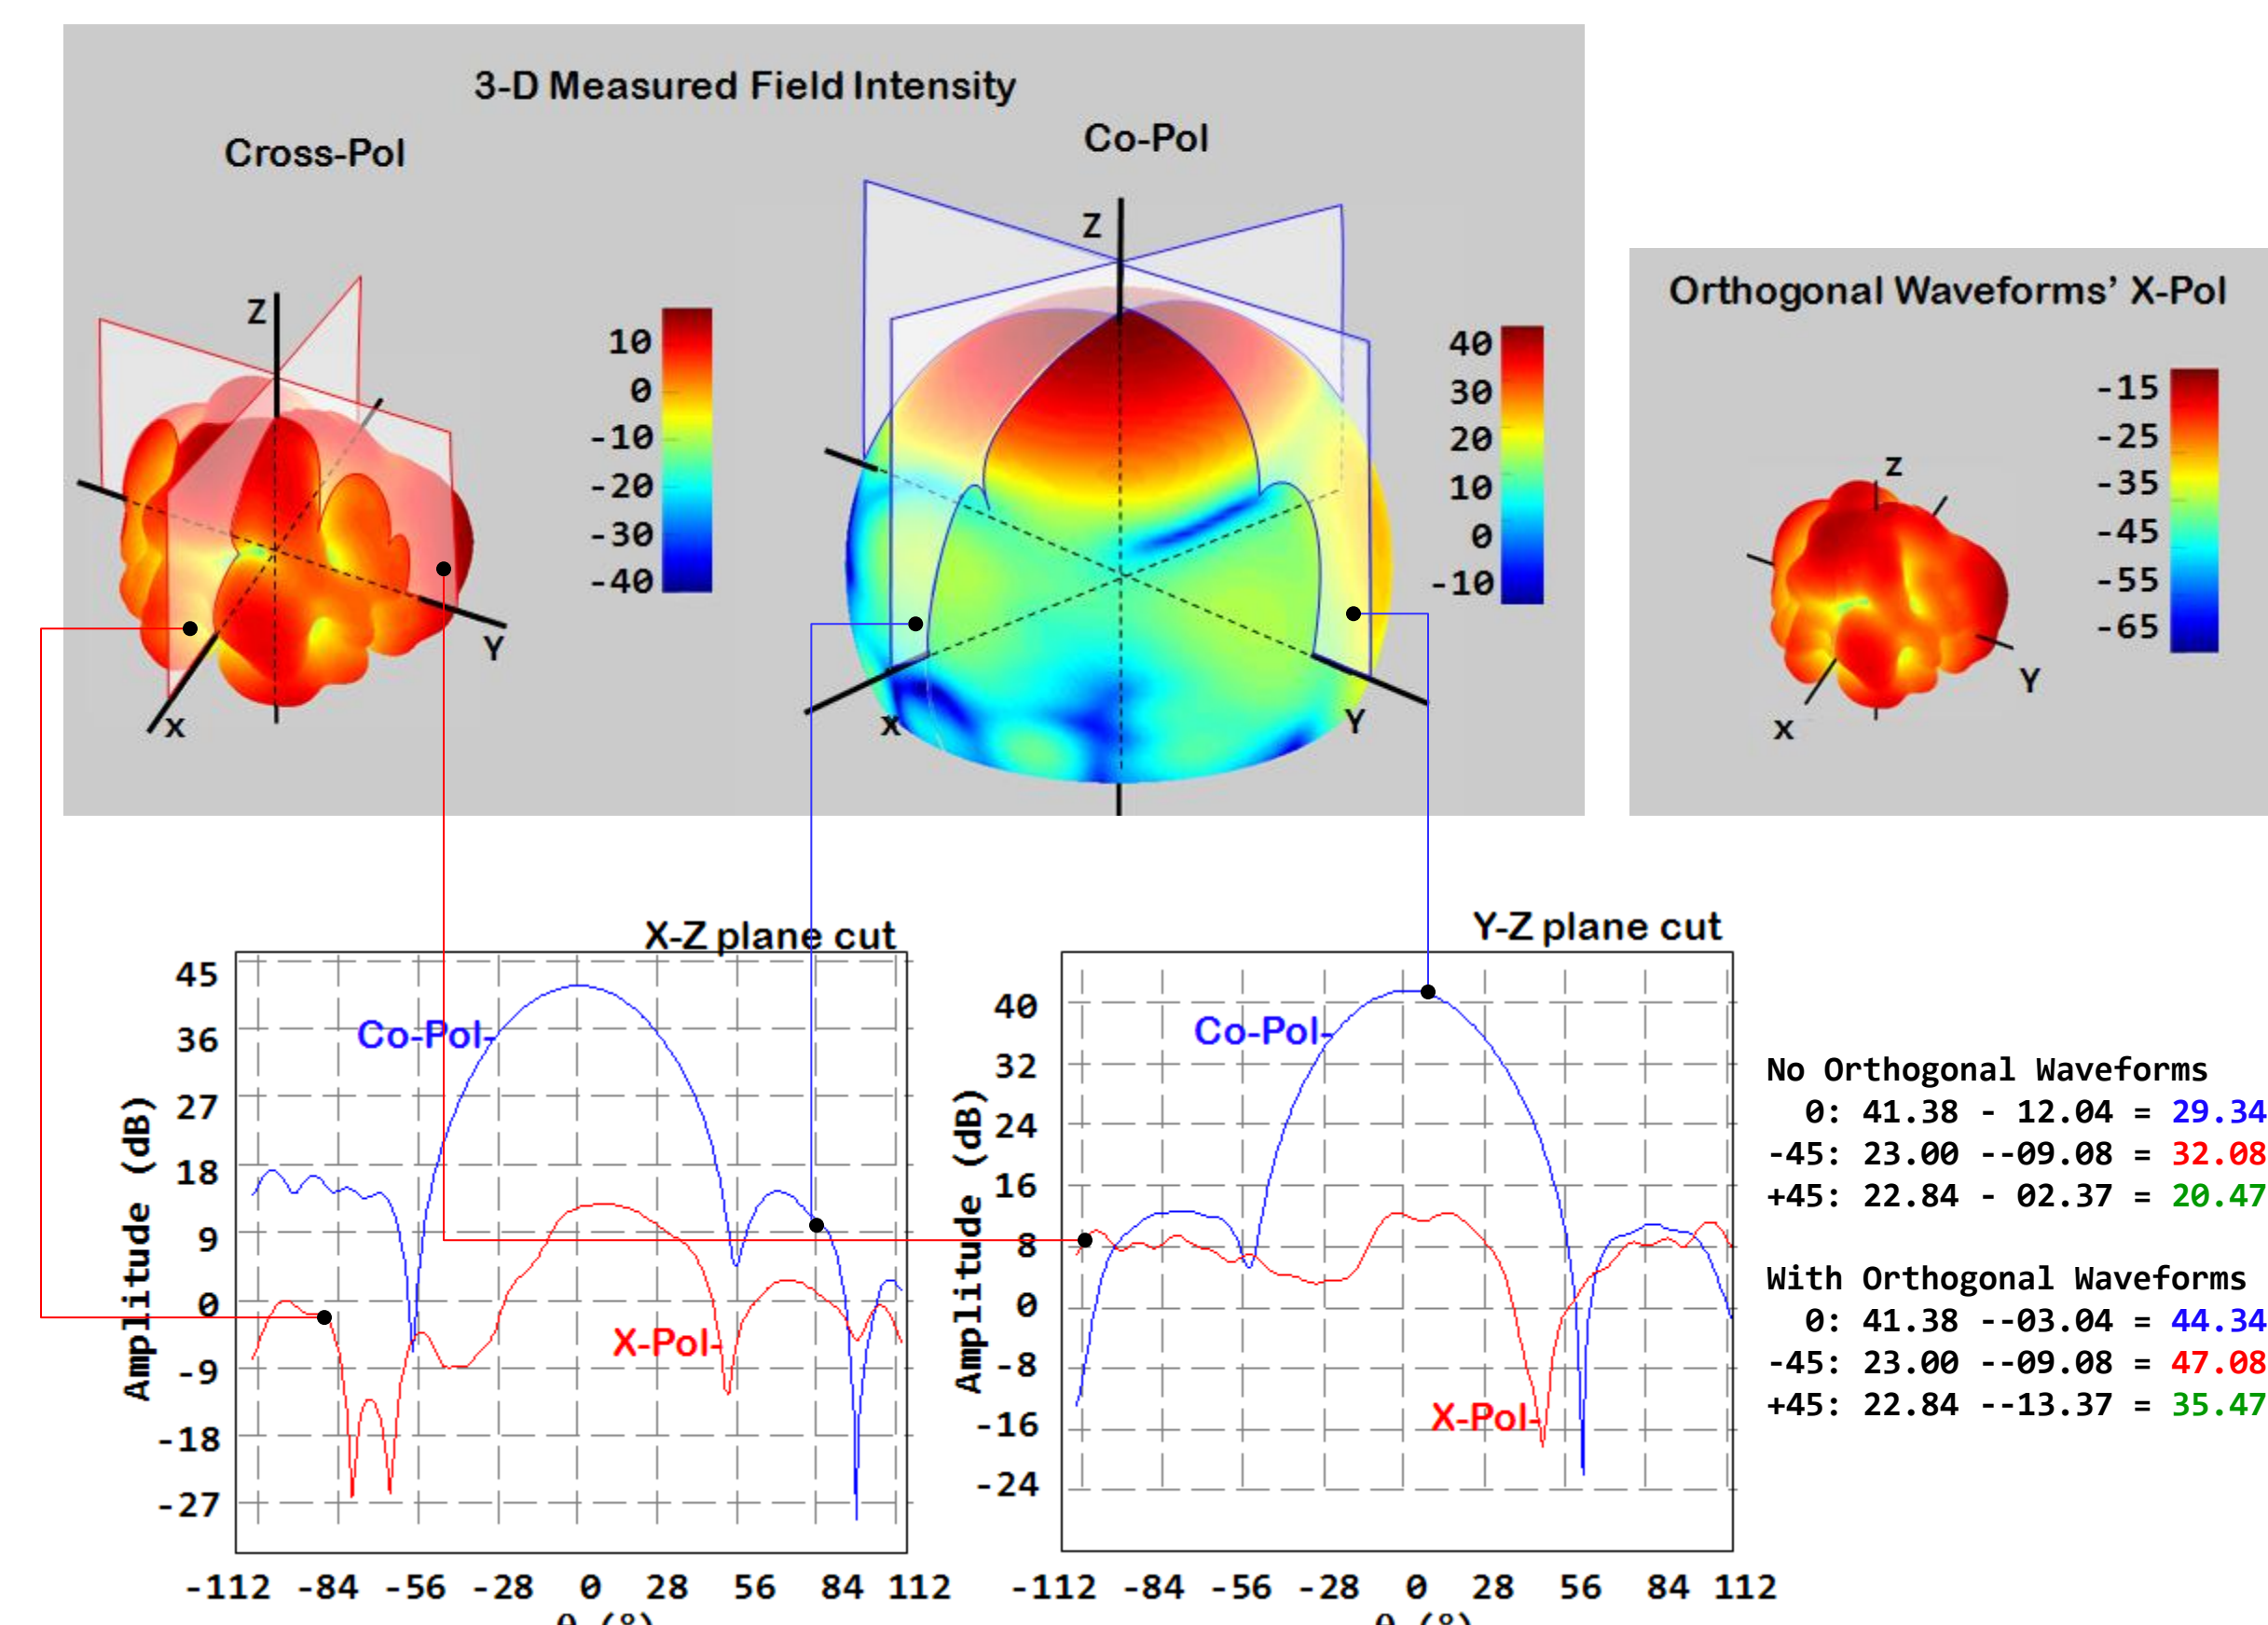 3-D Measured Field Intensity
Cross-Pol
Co-Pol
Z
X
Y
10
0
-10
-20
-30
-40
Z
X
Y
40
30
20
10
0
-10
Orthogonal Waveforms’ X-Pol
Z
X
Y
-15
-25
-35
-45
-55
-65
X-Z plane cut
Amplitude (dB)
45
36
27
18
9
0
-9
-18
-27
Co-Pol-
X-Pol-
-112 -84 -56 -28 0 28 56 84 112
θ (°)
Y-Z plane cut
Amplitude (dB)
40
32
24
16
8
0
-8
-16
-24
Co-Pol-
X-Pol-
-112 -84 -56 -28 0 28 56 84 112
θ (°)
No Orthogonal Waveforms
0: 41.38 - 12.04 = 29.34
-45: 23.00 --09.08 = 32.08
+45: 22.84 - 02.37 = 20.47
With Orthogonal Waveforms
0: 41.38 --03.04 = 44.34
-45: 23.00 --09.08 = 47.08
+45: 22.84 --13.37 = 35.47